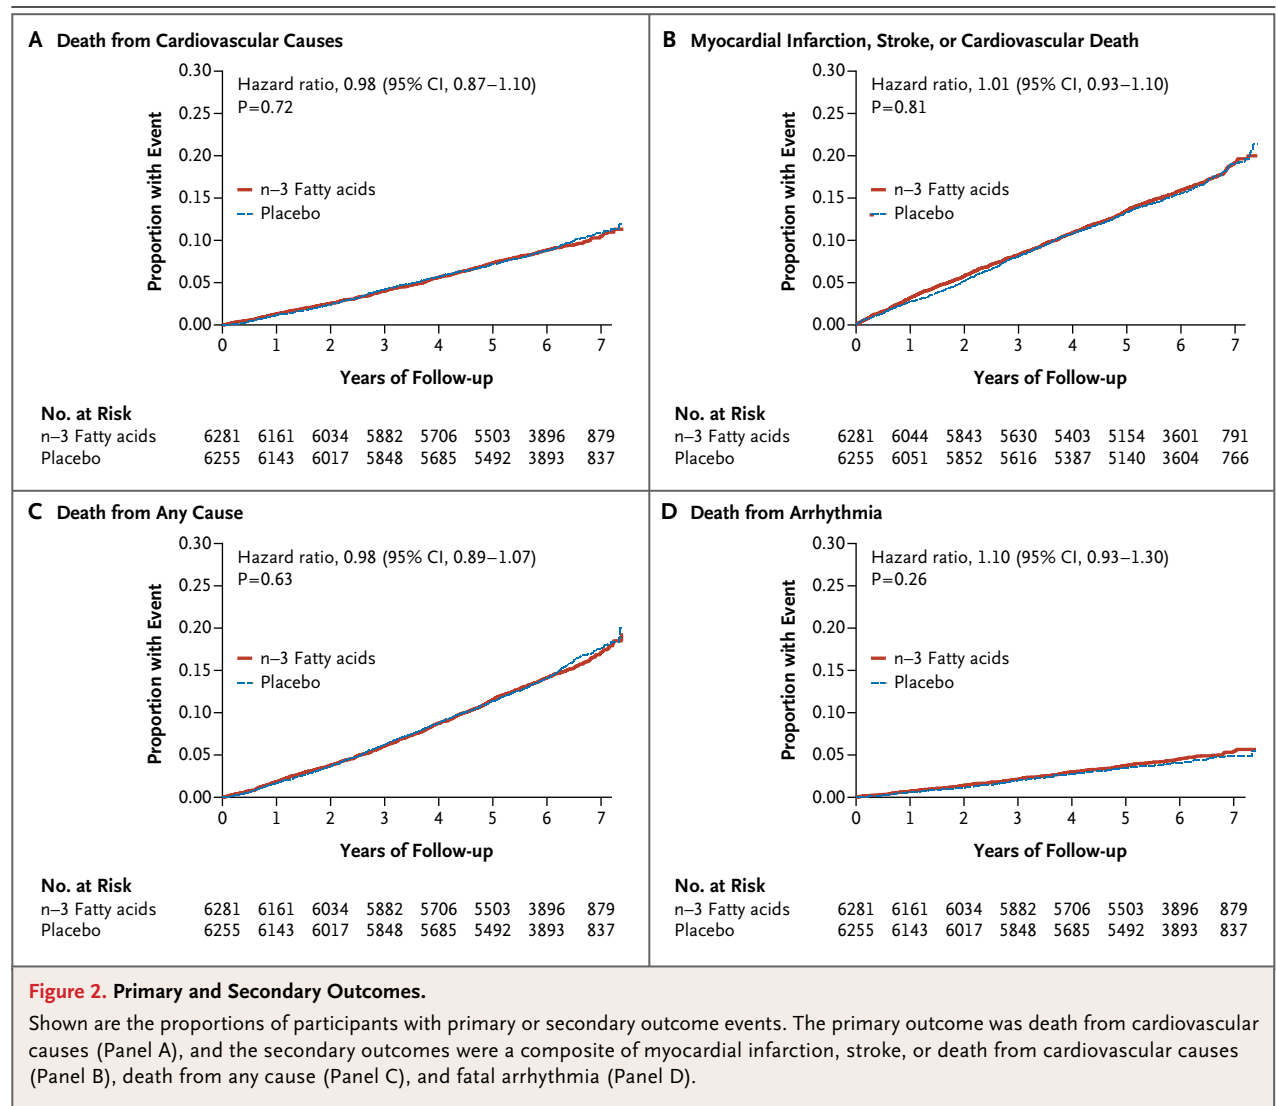 A Death from Cardiovascular Causes
Proportion with Event
0.30
0.25
0.20
0.15
0.10
0.05
0.00
Hazard ratio, 0.98 (95% CI, 0.87–1.10)
P=0.72
n–3 Fatty acids
Placebo
0 1 2 3 4 5 6 7
Years of Follow-up
No. at Risk
n–3 Fatty acids 6281 6161 6034 5882 5706 5503 3896 879
Placebo 6255 6143 6017 5848 5685 5492 3893 837
B Myocardial Infarction, Stroke, or Cardiovascular Death
Proportion with Event
0.30
0.25
0.20
0.15
0.10
0.05
0.00
Hazard ratio, 1.01 (95% CI, 0.93–1.10)
P=0.81
n–3 Fatty acids
Placebo
0 1 2 3 4 5 6 7
Years of Follow-up
No. at Risk
n–3 Fatty acids 6281 6044 5843 5630 5403 5154 3601 791
Placebo 6255 6051 5852 5616 5387 5140 3604 766
C Death from Any Cause
Proportion with Event
0.30
0.25
0.20
0.15
0.10
0.05
0.00
Hazard ratio, 0.98 (95% CI, 0.89–1.07)
P=0.63
n–3 Fatty acids
Placebo
0 1 2 3 4 5 6 7
Years of Follow-up
No. at Risk
n–3 Fatty acids 6281 6161 6034 5882 5706 5503 3896 879
Placebo 6255 6143 6017 5848 5685 5492 3893 837
D Death from Arrhythmia
Proportion with Event
0.30
0.25
0.20
0.15
0.10
0.05
0.00
Hazard ratio, 1.10 (95% CI, 0.93–1.30)
P=0.26
n–3 Fatty acids
Placebo
0 1 2 3 4 5 6 7
Years of Follow-up
No. at Risk
n–3 Fatty acids 6281 6161 6034 5882 5706 5503 3896 879
Placebo 6255 6143 6017 5848 5685 5492 3893 837
Figure 2. Primary and Secondary Outcomes.
Shown are the proportions of participants with primary or secondary outcome events. The primary outcome was death from cardiovascular
causes (Panel A), and the secondary outcomes were a composite of myocardial infarction, stroke, or death from cardiovascular causes
(Panel B), death from any cause (Panel C), and fatal arrhythmia (Panel D).